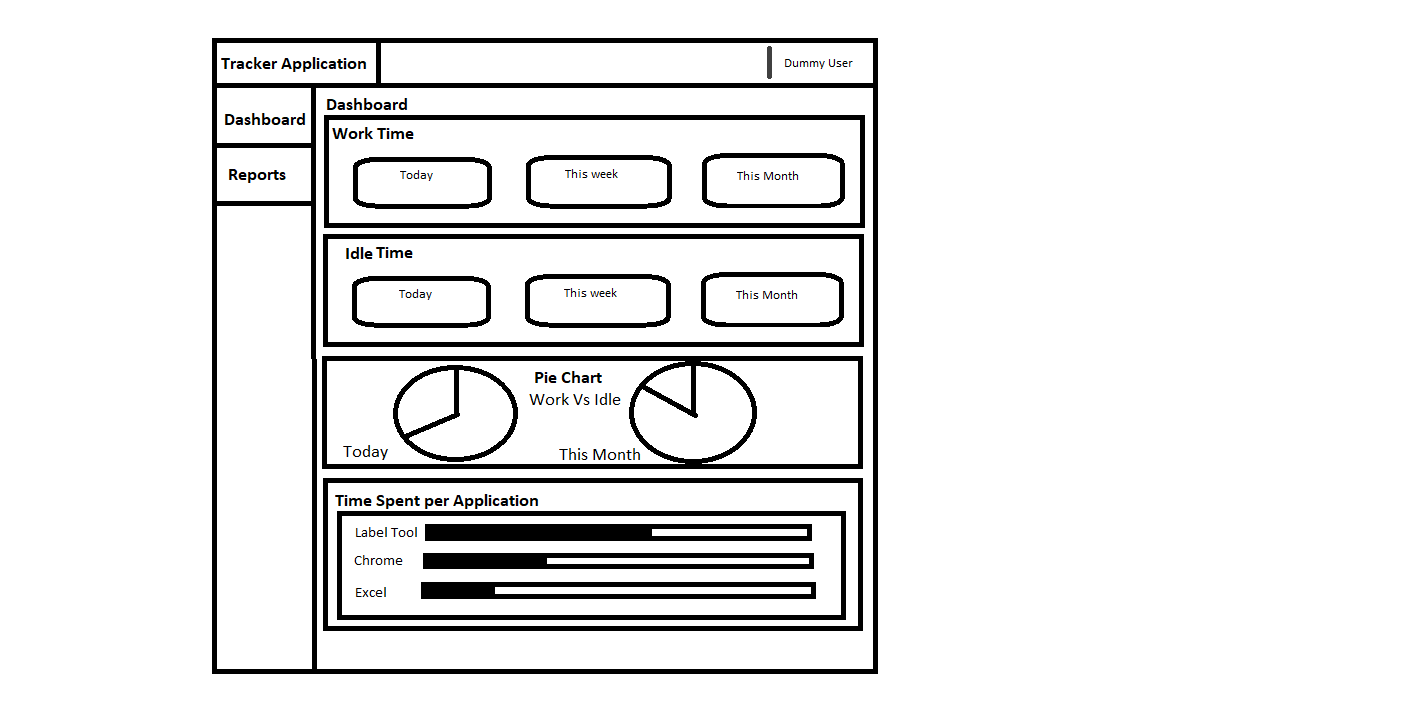 Tracker Application
Dummy User
Dashboard
Reports
Dashboard
Work Time
Today
This week
This Month
Idle Time
Today
This week
This Month
Pie Chart
Work Vs Idle
Today
This Month
Time Spent per Application
Label Tool
Chrome
Excel